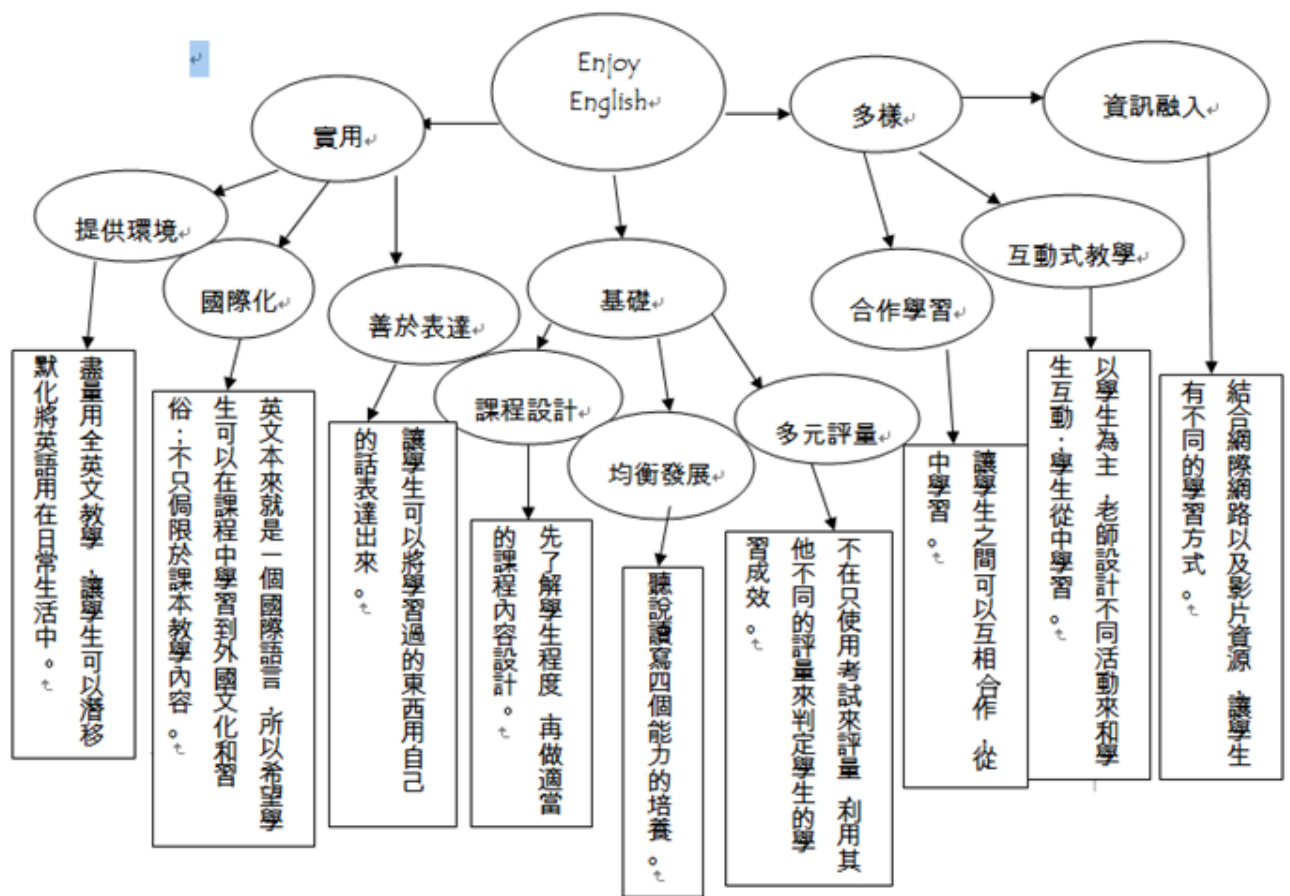 Enjoy
English
實用
多樣
資訊融入
提供環境
國際化
善於表達
基礎
合作學習
互動式教學
課程設計
均衡發展
多元評量
盡量用全英文教學，讓學生可以潛移
默化將英語用在日常生活中。
英文本來就是一個國際語言，所以希望學
生可以在課程中學習到外國文化和習
俗；不只侷限於課本教學內容。
讓學生可以將學習過的東西用自己
的話表達出來。
先了解學生程度，再做適當
的課程內容設計。
聽說讀寫四個能力的培養。
不在只使用考試來評量，利用其
他不同的評量來判定學生的學
習成效。
讓學生之間可以互相合作，從
中學習。
以學生為主，老師設計不同活動來和學
生互動；學生從中學習。
結合網際網路以及影片資源，讓學生
有不同的學習方式。